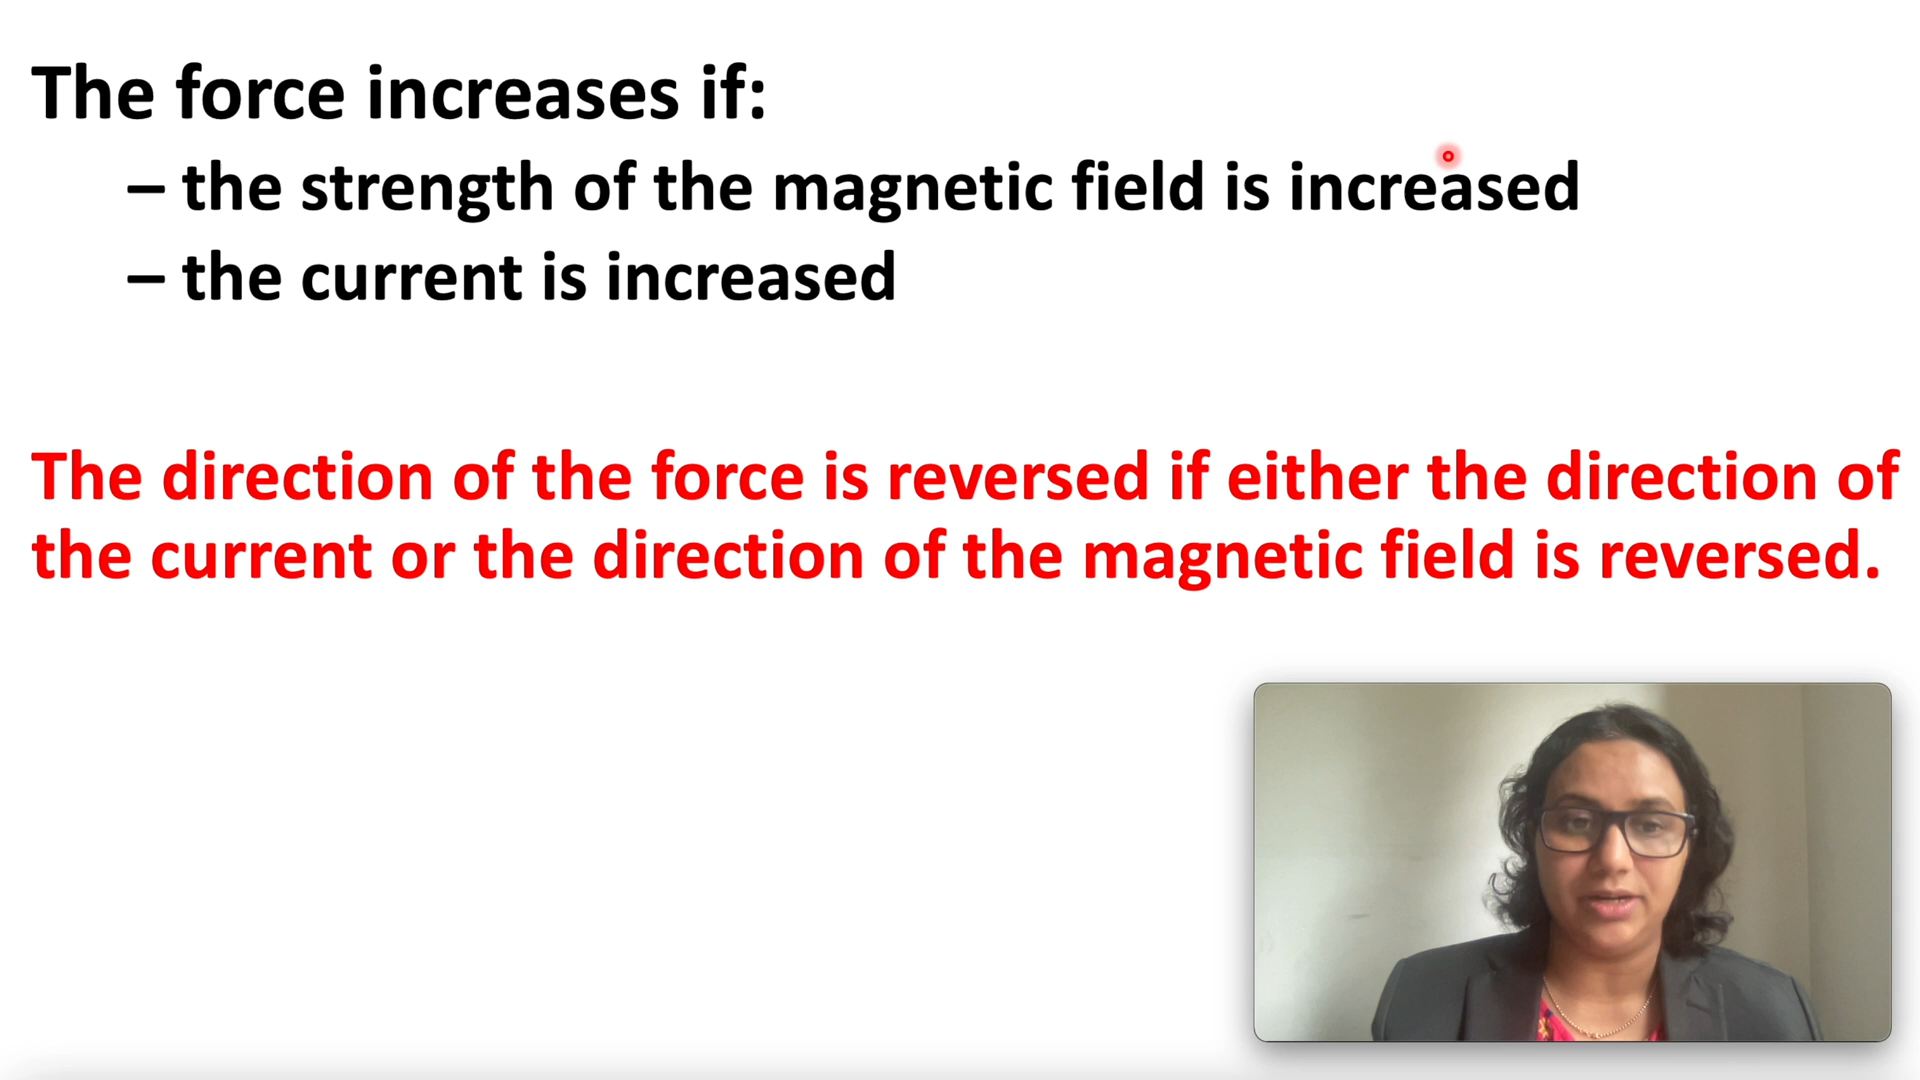 The force increases if:
– the strength of the magnetic field is increased
– the current is increased
The direction of the force is reversed if either the direction of
the current or the direction of the magnetic field is reversed.